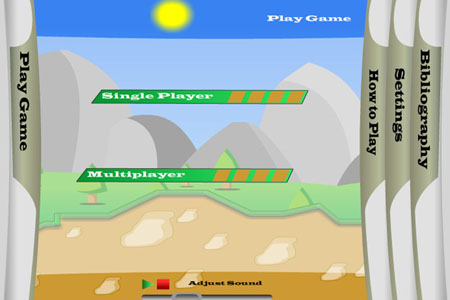 Play Game
Play Game
Single Player
Multiplayer
How to Play
Settings
Bibliography
Adjust Sound